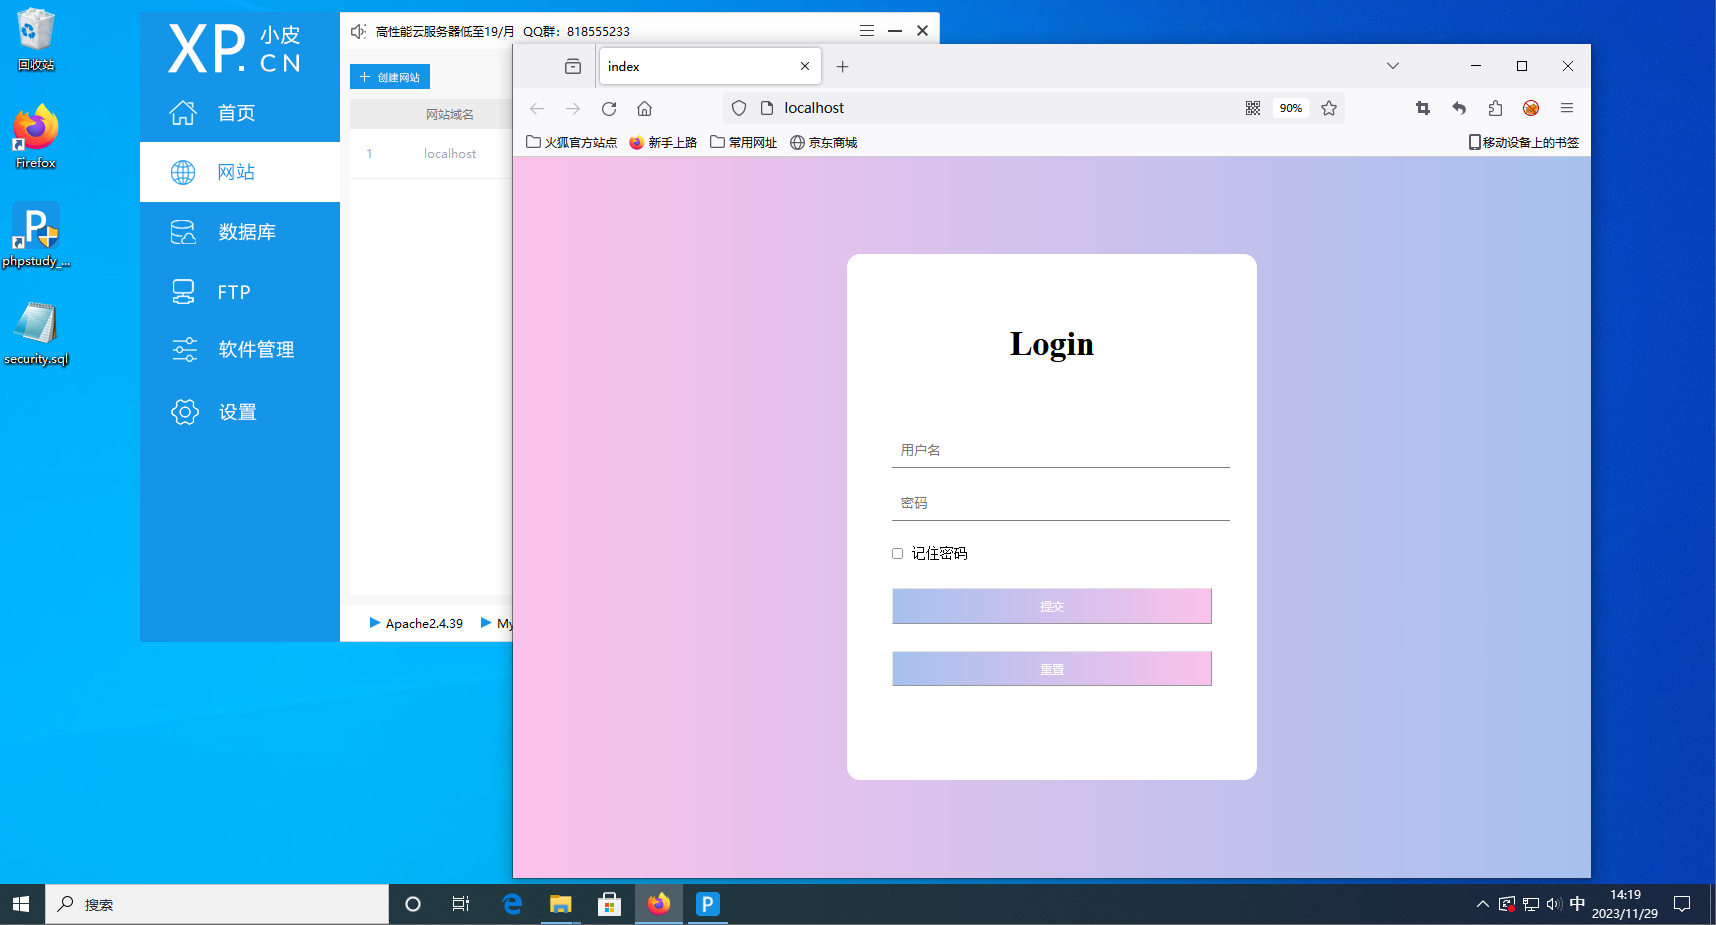 回收站
Firefox
phpstudy_...
security.sql
XP.小皮
CN
首页
网站
数据库
FTP
软件管理
设置
高性能云服务器低至19/月 QQ群：818555233
创建网站
网站域名
1 localhost
Apache2.4.39 My
index
localhost
90%
火狐官方站点 新手上路 常用网址 京东商城 移动设备上的书签
Login
用户名
密码
记住密码
提交
重置
搜索
中
14:19
2023/11/29